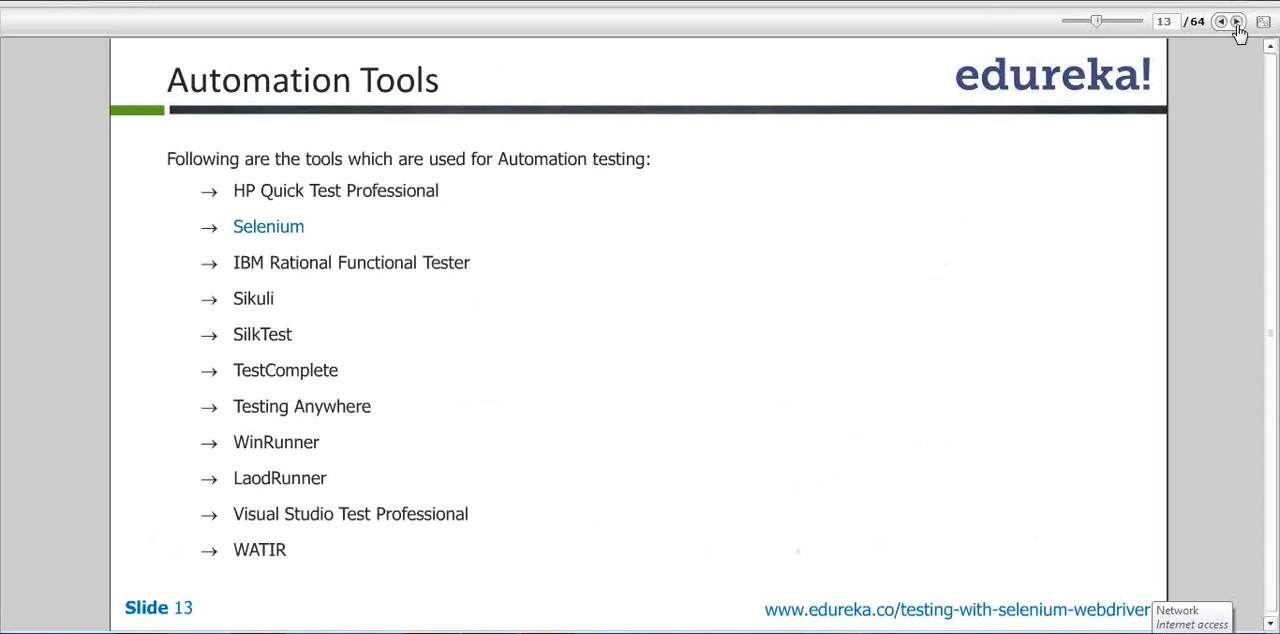 13 / 64
Automation Tools
edureka!
Following are the tools which are used for Automation testing:
→ HP Quick Test Professional
→ Selenium
→ IBM Rational Functional Tester
→ Sikuli
→ SilkTest
→ TestComplete
→ Testing Anywhere
→ WinRunner
→ LaodRunner
→ Visual Studio Test Professional
→ WATIR
Slide 13
www.edureka.co/testing-with-selenium-webdriver
Network
Internet access